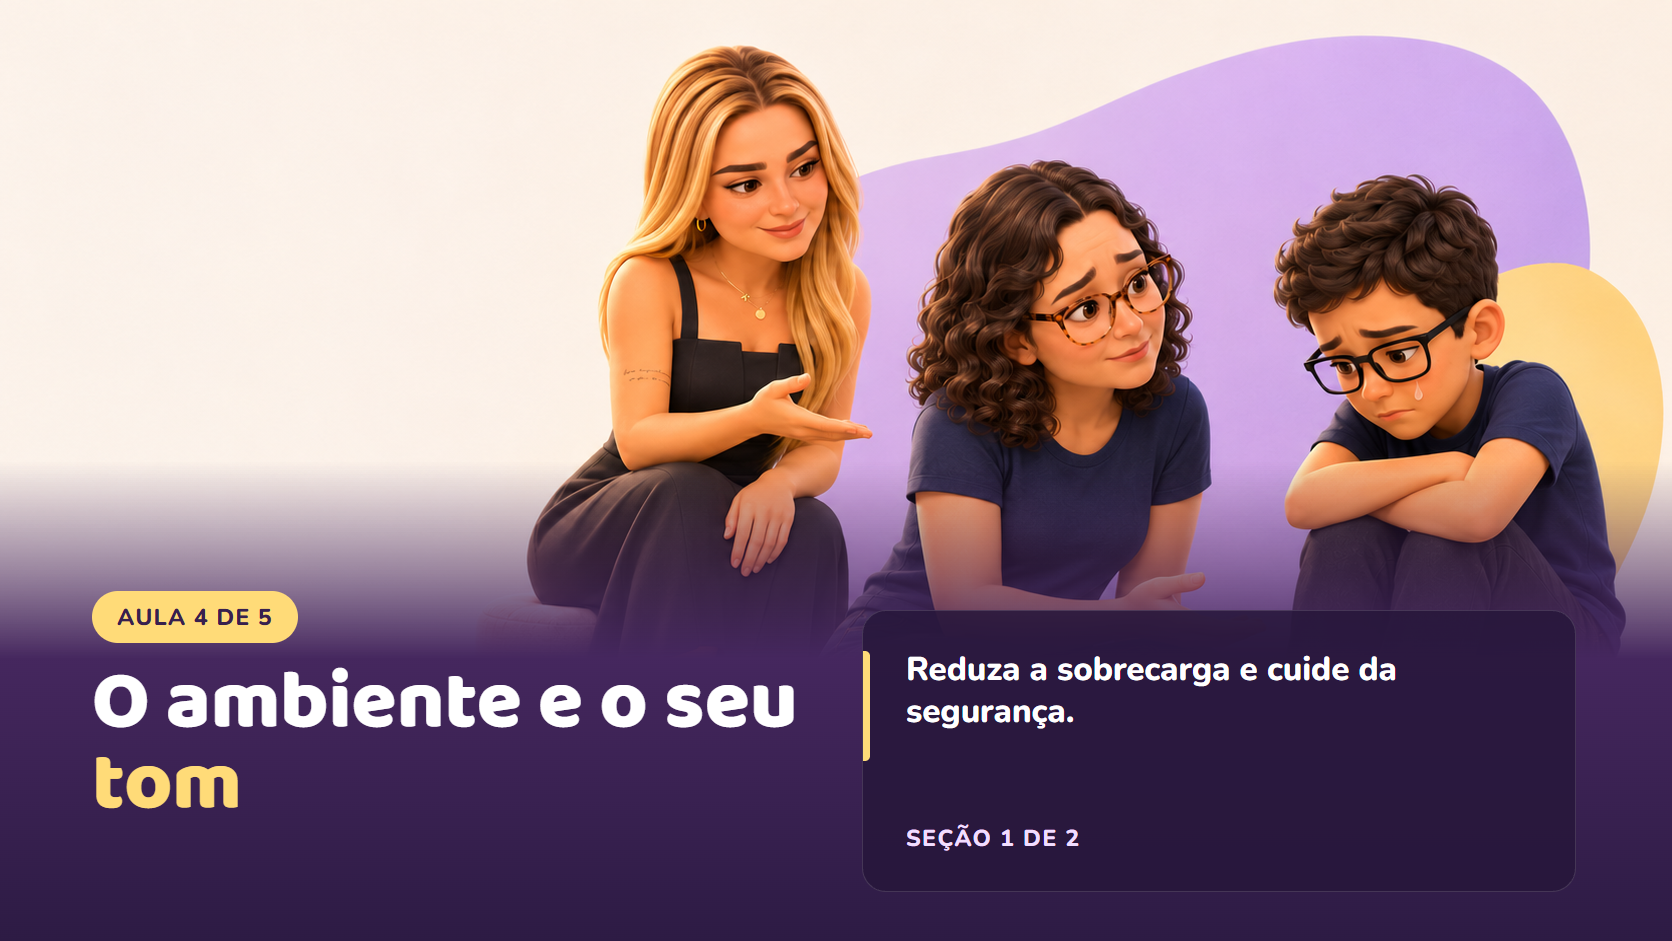 AULA 4 DE 5
O ambiente e o seu
tom
Reduza a sobrecarga e cuide da
segurança.
SEÇÃO 1 DE 2